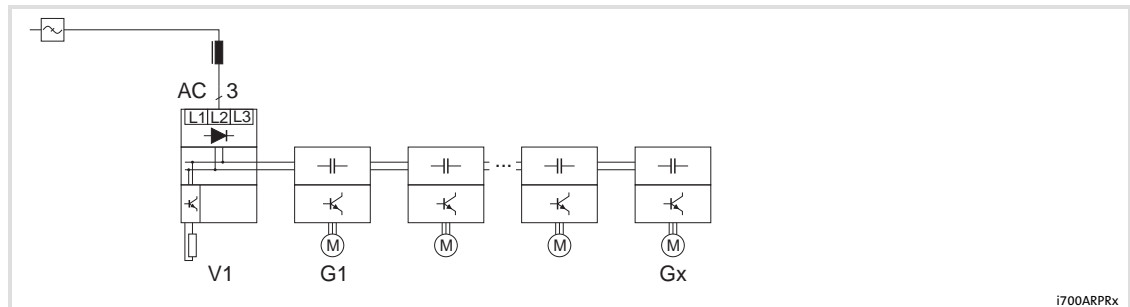 AC 3
L1 L2 L3
...
M M M M
V1 G1 Gx
i700ARPRx